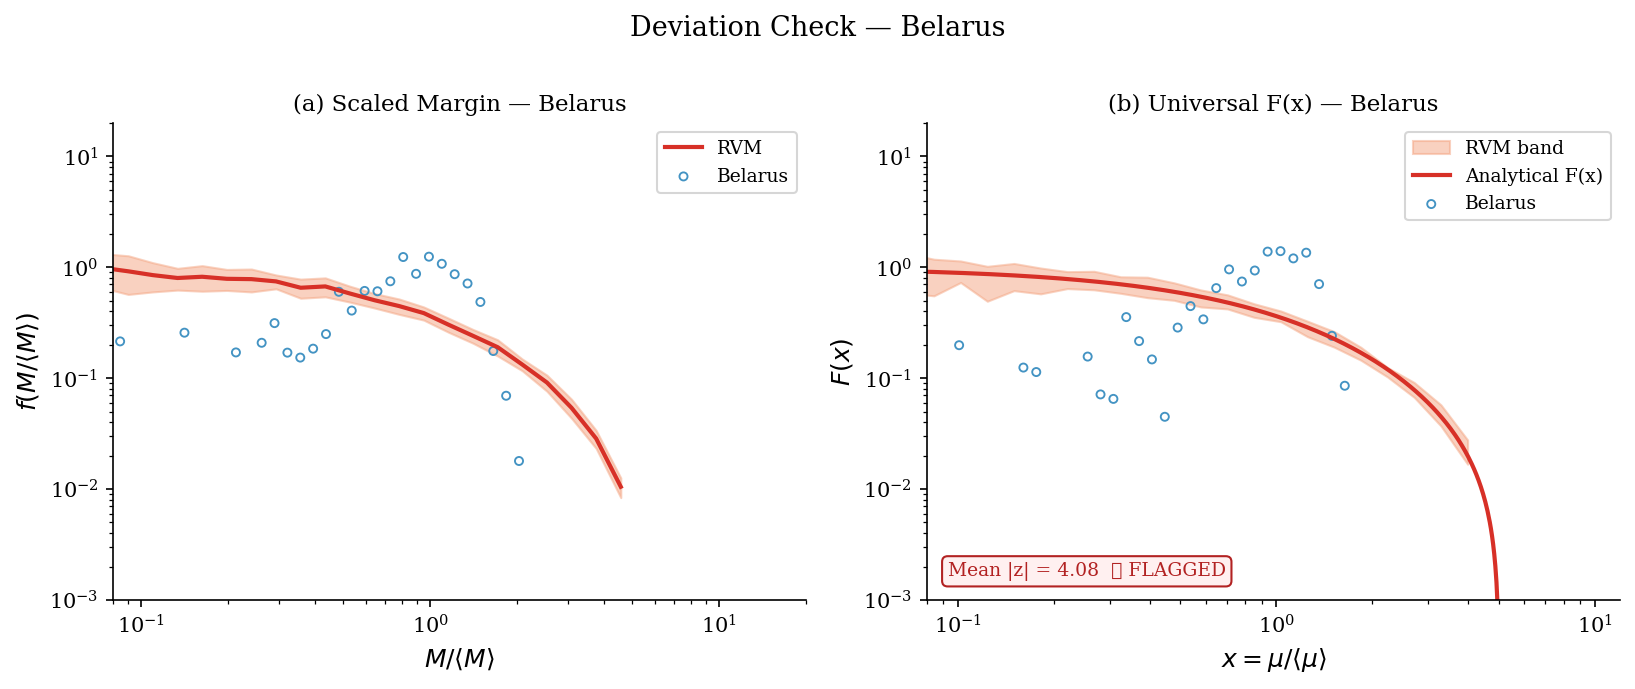 Deviation Check — Belarus
(a) Scaled Margin — Belarus
RVM
Belarus
10¹
10⁰
10⁻¹
10⁻²
10⁻³
f(M/⟨M⟩)
10⁻¹
10⁰
10¹
M/⟨M⟩
(b) Universal F(x) — Belarus
RVM band
Analytical F(x)
Belarus
10¹
10⁰
10⁻¹
10⁻²
10⁻³
F(x)
Mean |z| = 4.08 FLAGGED
10⁻¹
10⁰
10¹
x = μ/⟨μ⟩